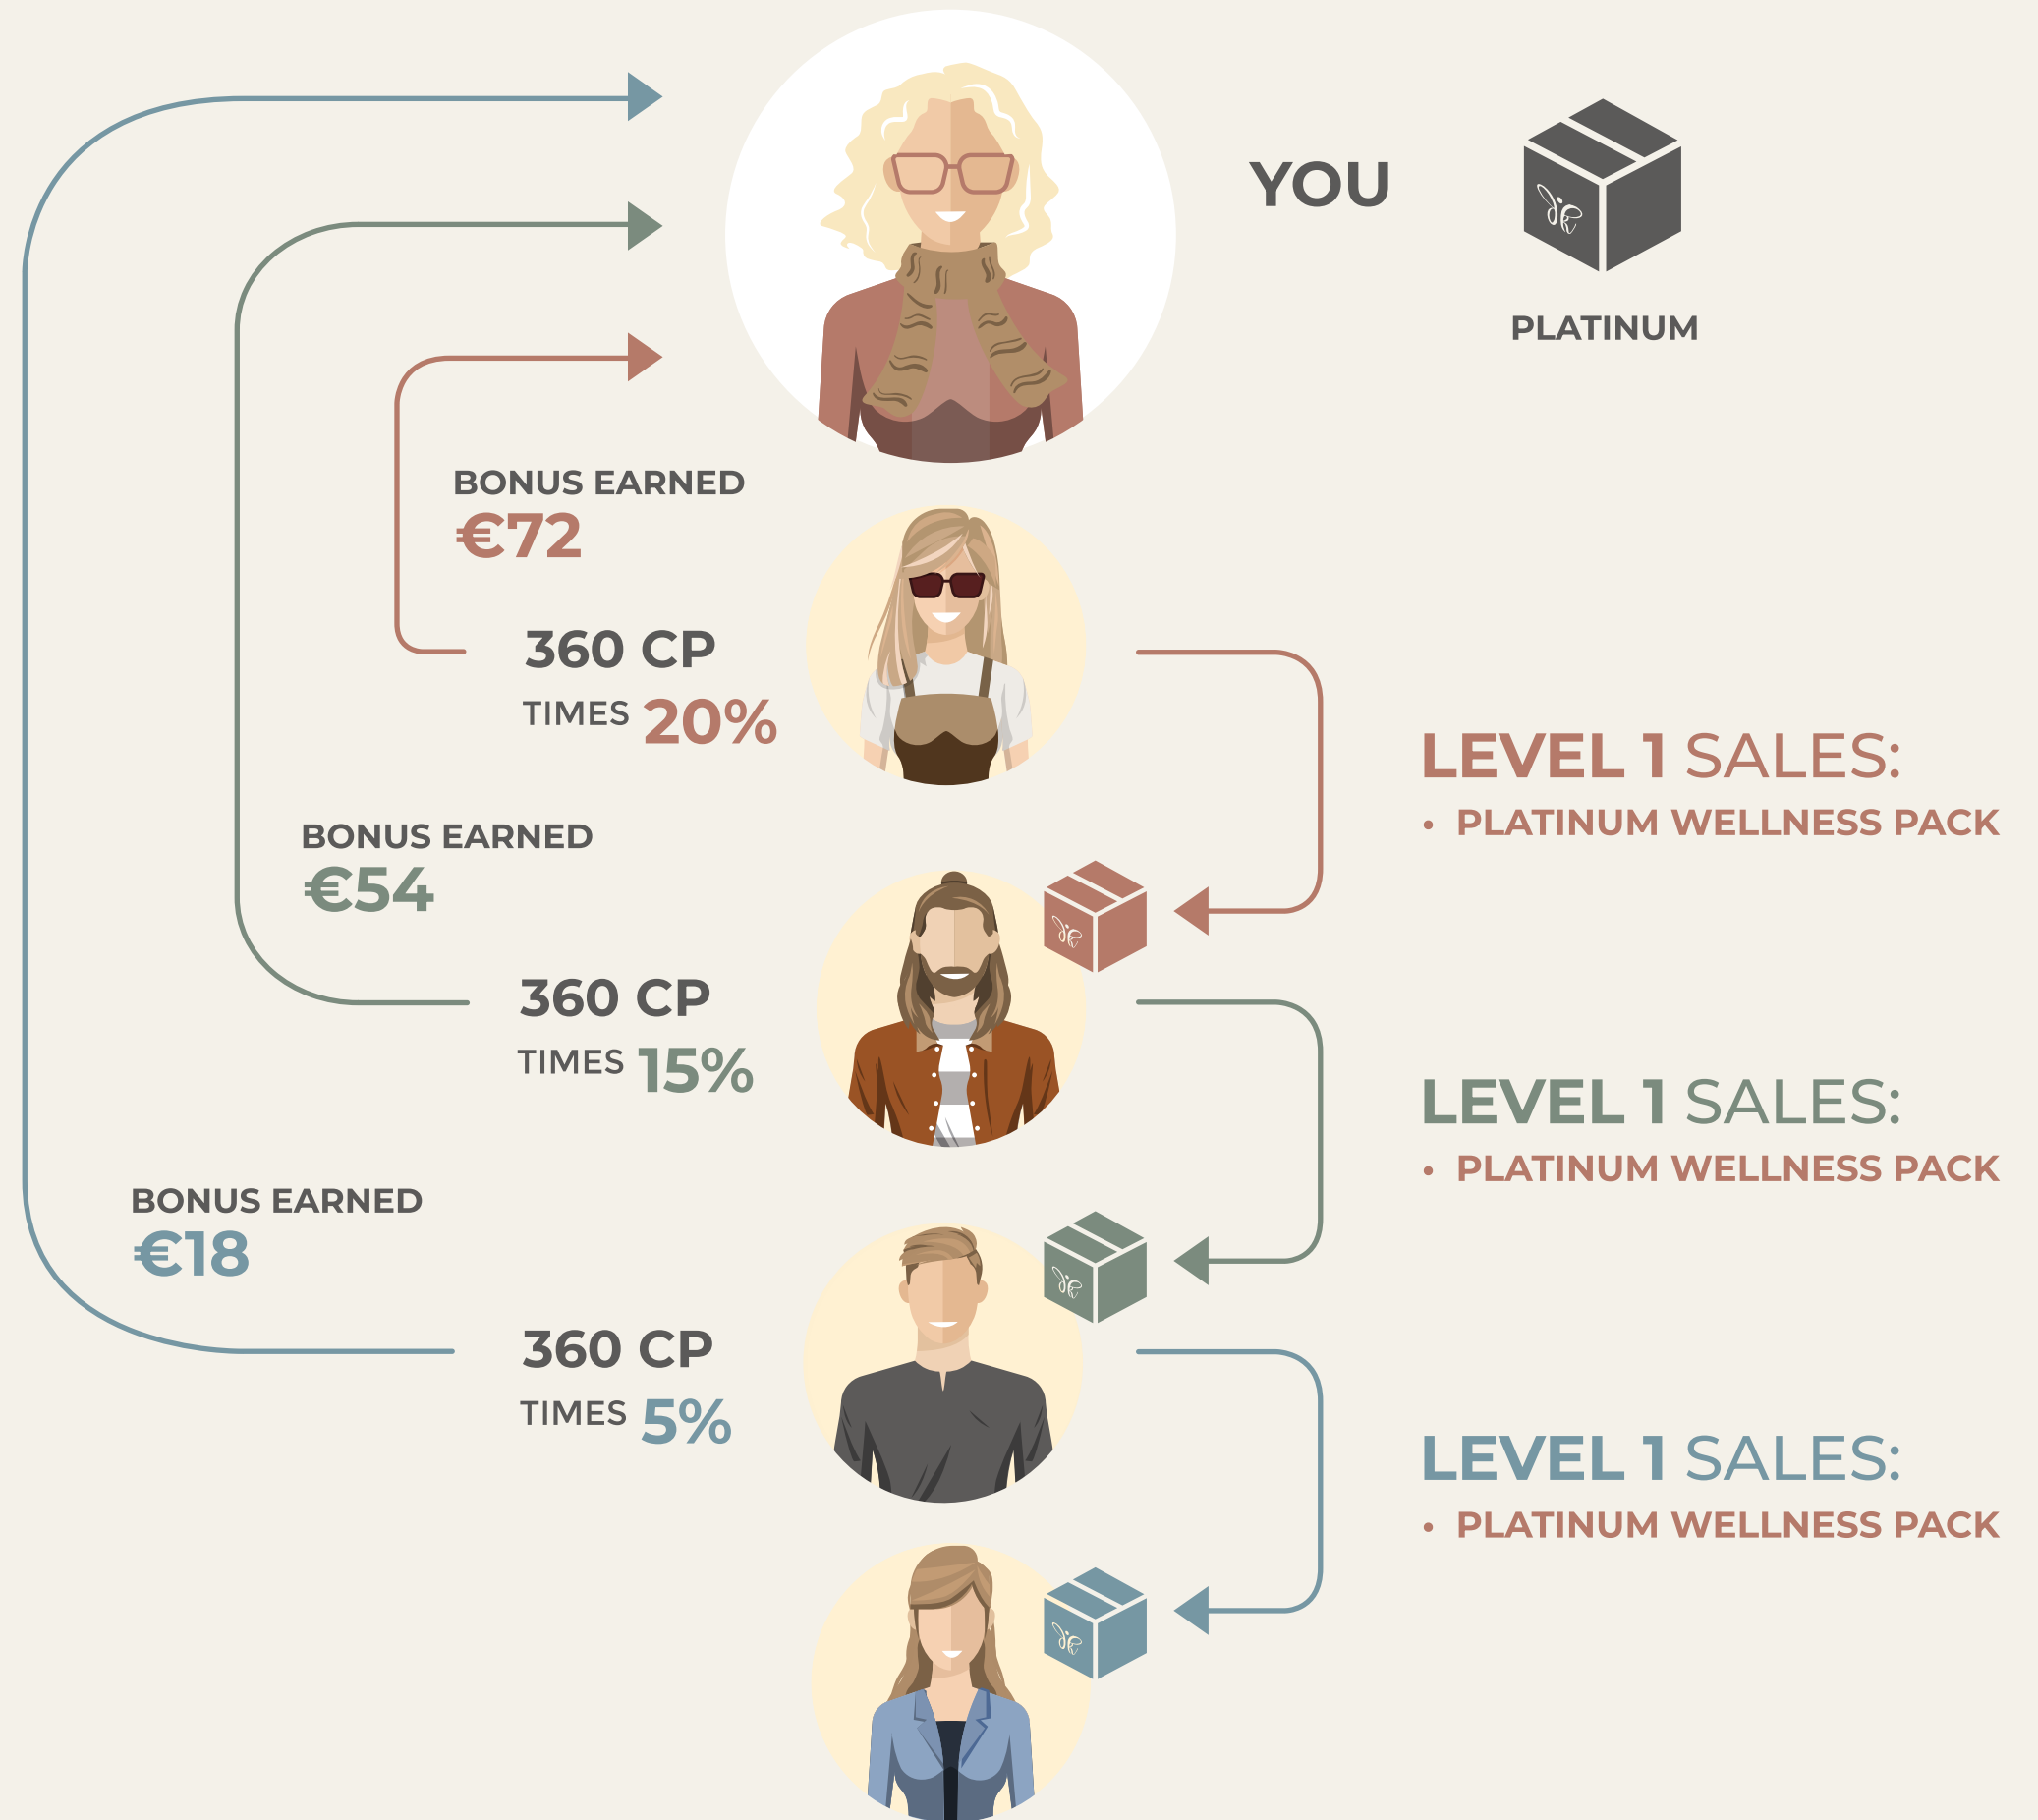 YOU
PLATINUM
BONUS EARNED
€72
360 CP
TIMES 20%
LEVEL 1 SALES:
• PLATINUM WELLNESS PACK
BONUS EARNED
€54
360 CP
TIMES 15%
LEVEL 1 SALES:
• PLATINUM WELLNESS PACK
BONUS EARNED
€18
360 CP
TIMES 5%
LEVEL 1 SALES:
• PLATINUM WELLNESS PACK